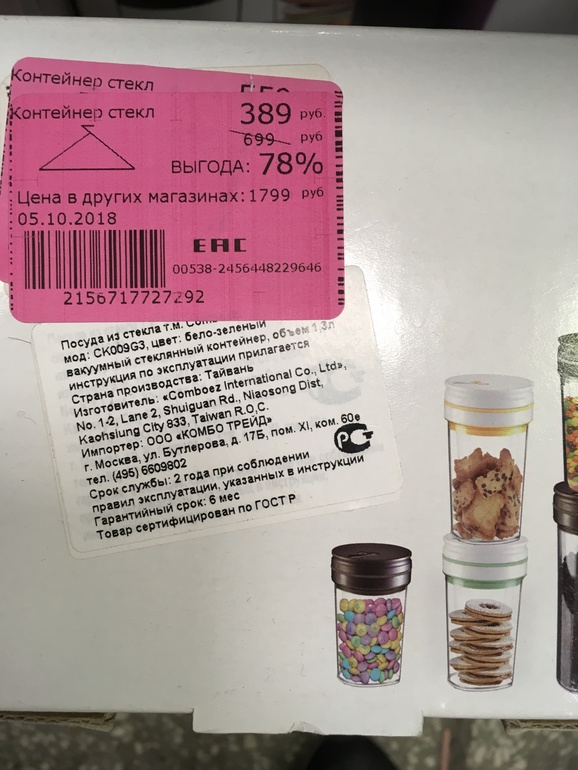 Контейнер стекл
Контейнер стекл
389 руб.
699 руб
ВЫГОДА: 78%
Цена в других магазинах: 1799 руб
05.10.2018
EAC
00538-2456448229646
2156717727292
Посуда из стекла т.м.
мод: CK009G3, цвет: бело-зеленый
вакуумный стеклянный контейнер, объем 1,3л
инструкция по эксплуатации прилагается
Страна производства: Тайвань
Изготовитель: «Comboez International Co., Ltd»,
No. 1-2, Lane 2, Shuiguan Rd., Niaosong Dist,
Kaohsiung City 833, Taiwan R.O.C.
Импортер: ООО «КОМБО ТРЕЙД»
г. Москва, ул. Бутлерова, д. 17Б, пом. XI, ком. 60е
тел. (495) 6609802
Срок службы: 2 года при соблюдении
правил эксплуатации, указанных в инструкции
Гарантийный срок: 6 мес
Товар сертифицирован по ГОСТ Р